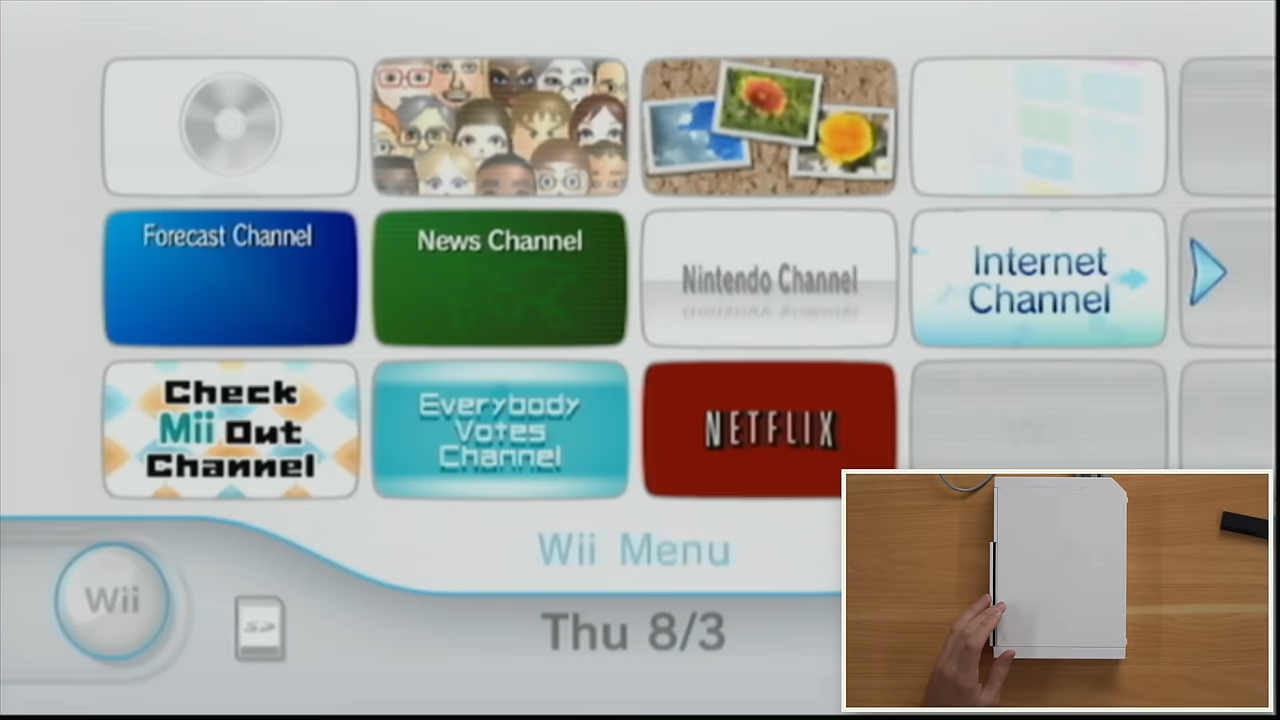 Forecast Channel
News Channel
Nintendo Channel
Internet
Channel
Check
Mii Out
Channel
Everybody
Votes
Channel
NETFLIX
Wii
Wii Menu
Wii
SD
Thu 8/3